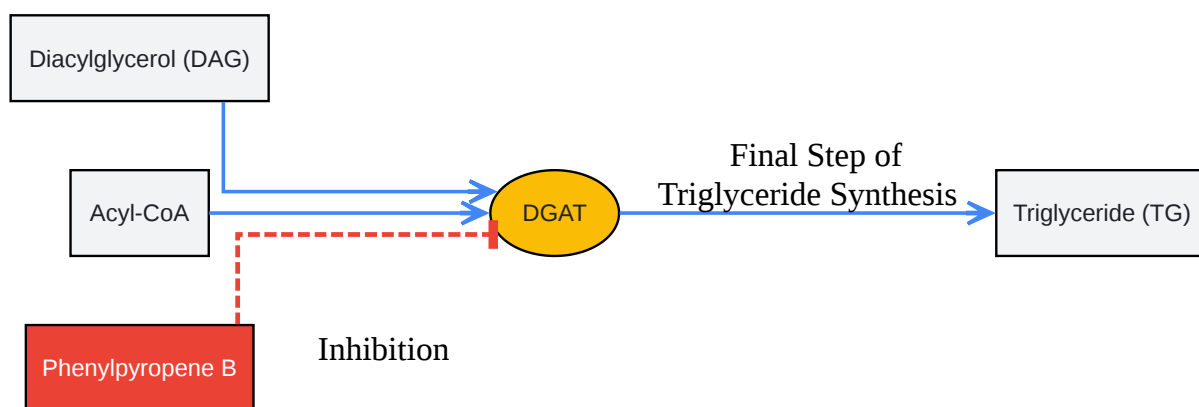 Diacylglycerol (DAG)
Final Step of
Triglyceride Synthesis
Acyl-CoA
DGAT
Triglyceride (TG)
Inhibition
Phenylpyropene B